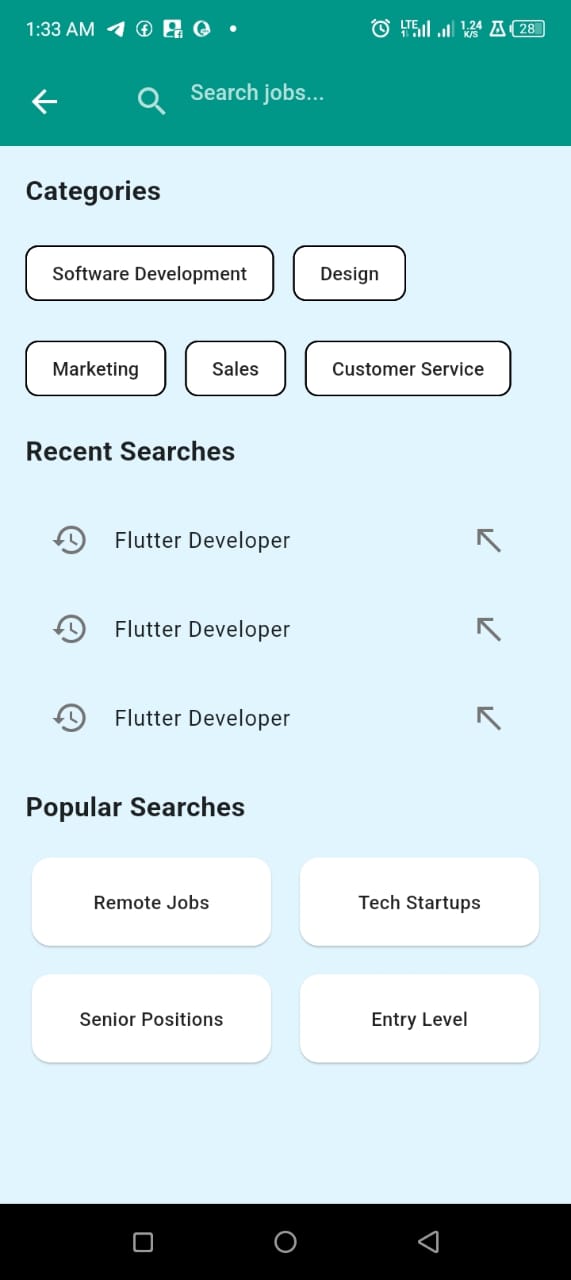 1:33 AM LTE 1.24 K/S 28
Search jobs...
Categories
Software Development Design
Marketing Sales Customer Service
Recent Searches
Flutter Developer
Flutter Developer
Flutter Developer
Popular Searches
Remote Jobs Tech Startups
Senior Positions Entry Level